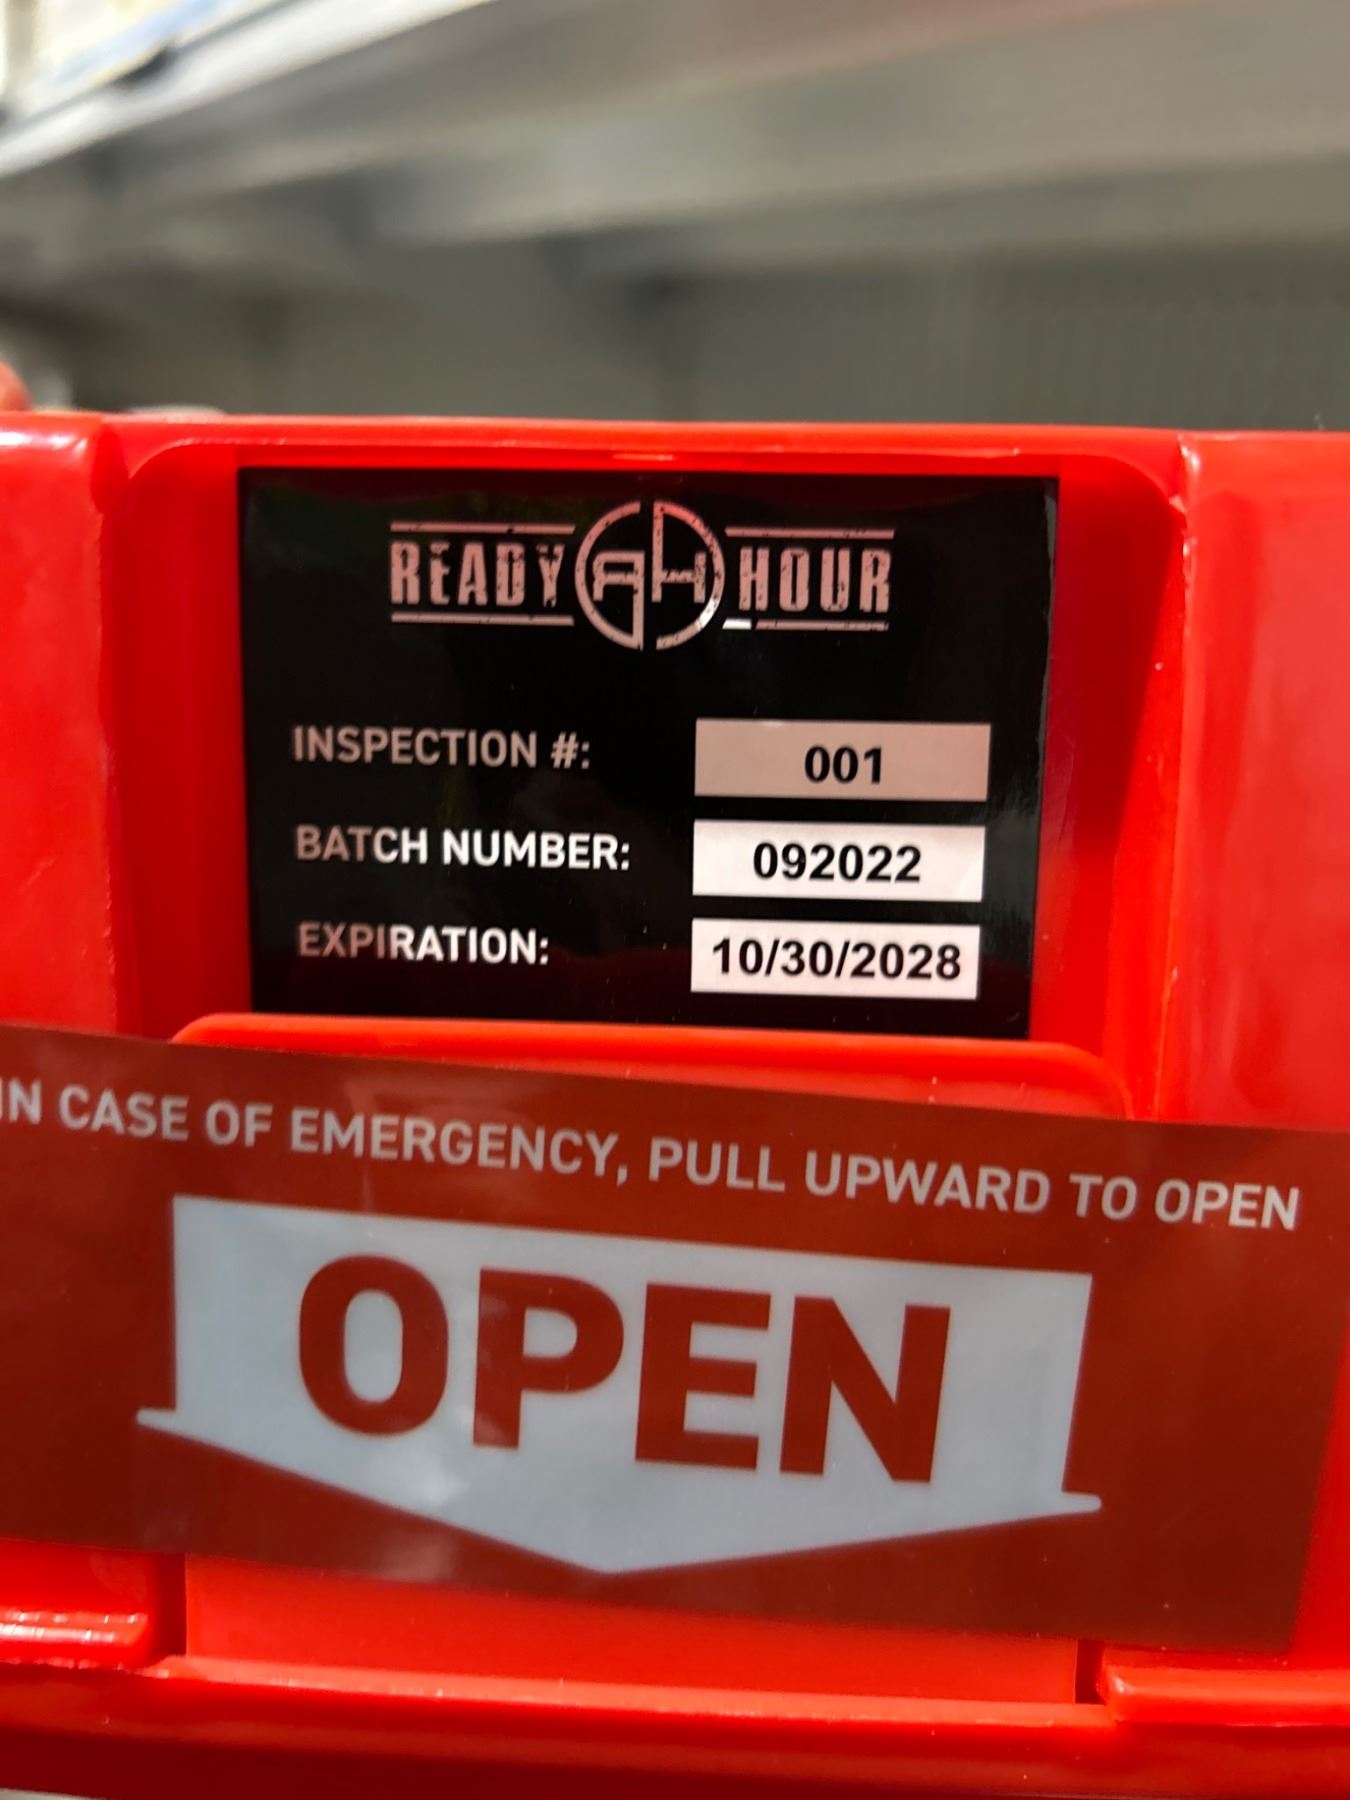 READY RH HOUR
INSPECTION #: 001
BATCH NUMBER: 092022
EXPIRATION: 10/30/2028
IN CASE OF EMERGENCY, PULL UPWARD TO OPEN
OPEN